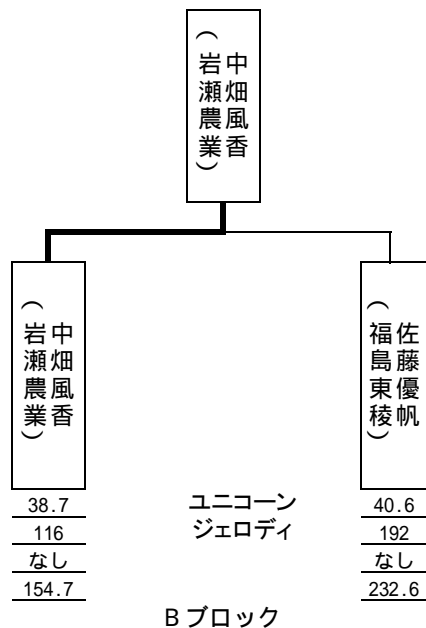 中畑風香
（岩瀬農業）
中畑風香
（岩瀬農業）
佐藤優帆
（福島東稜）
38.7
116
なし
154.7
ユニコーン
ジェロディ
40.6
192
なし
232.6
Bブロック